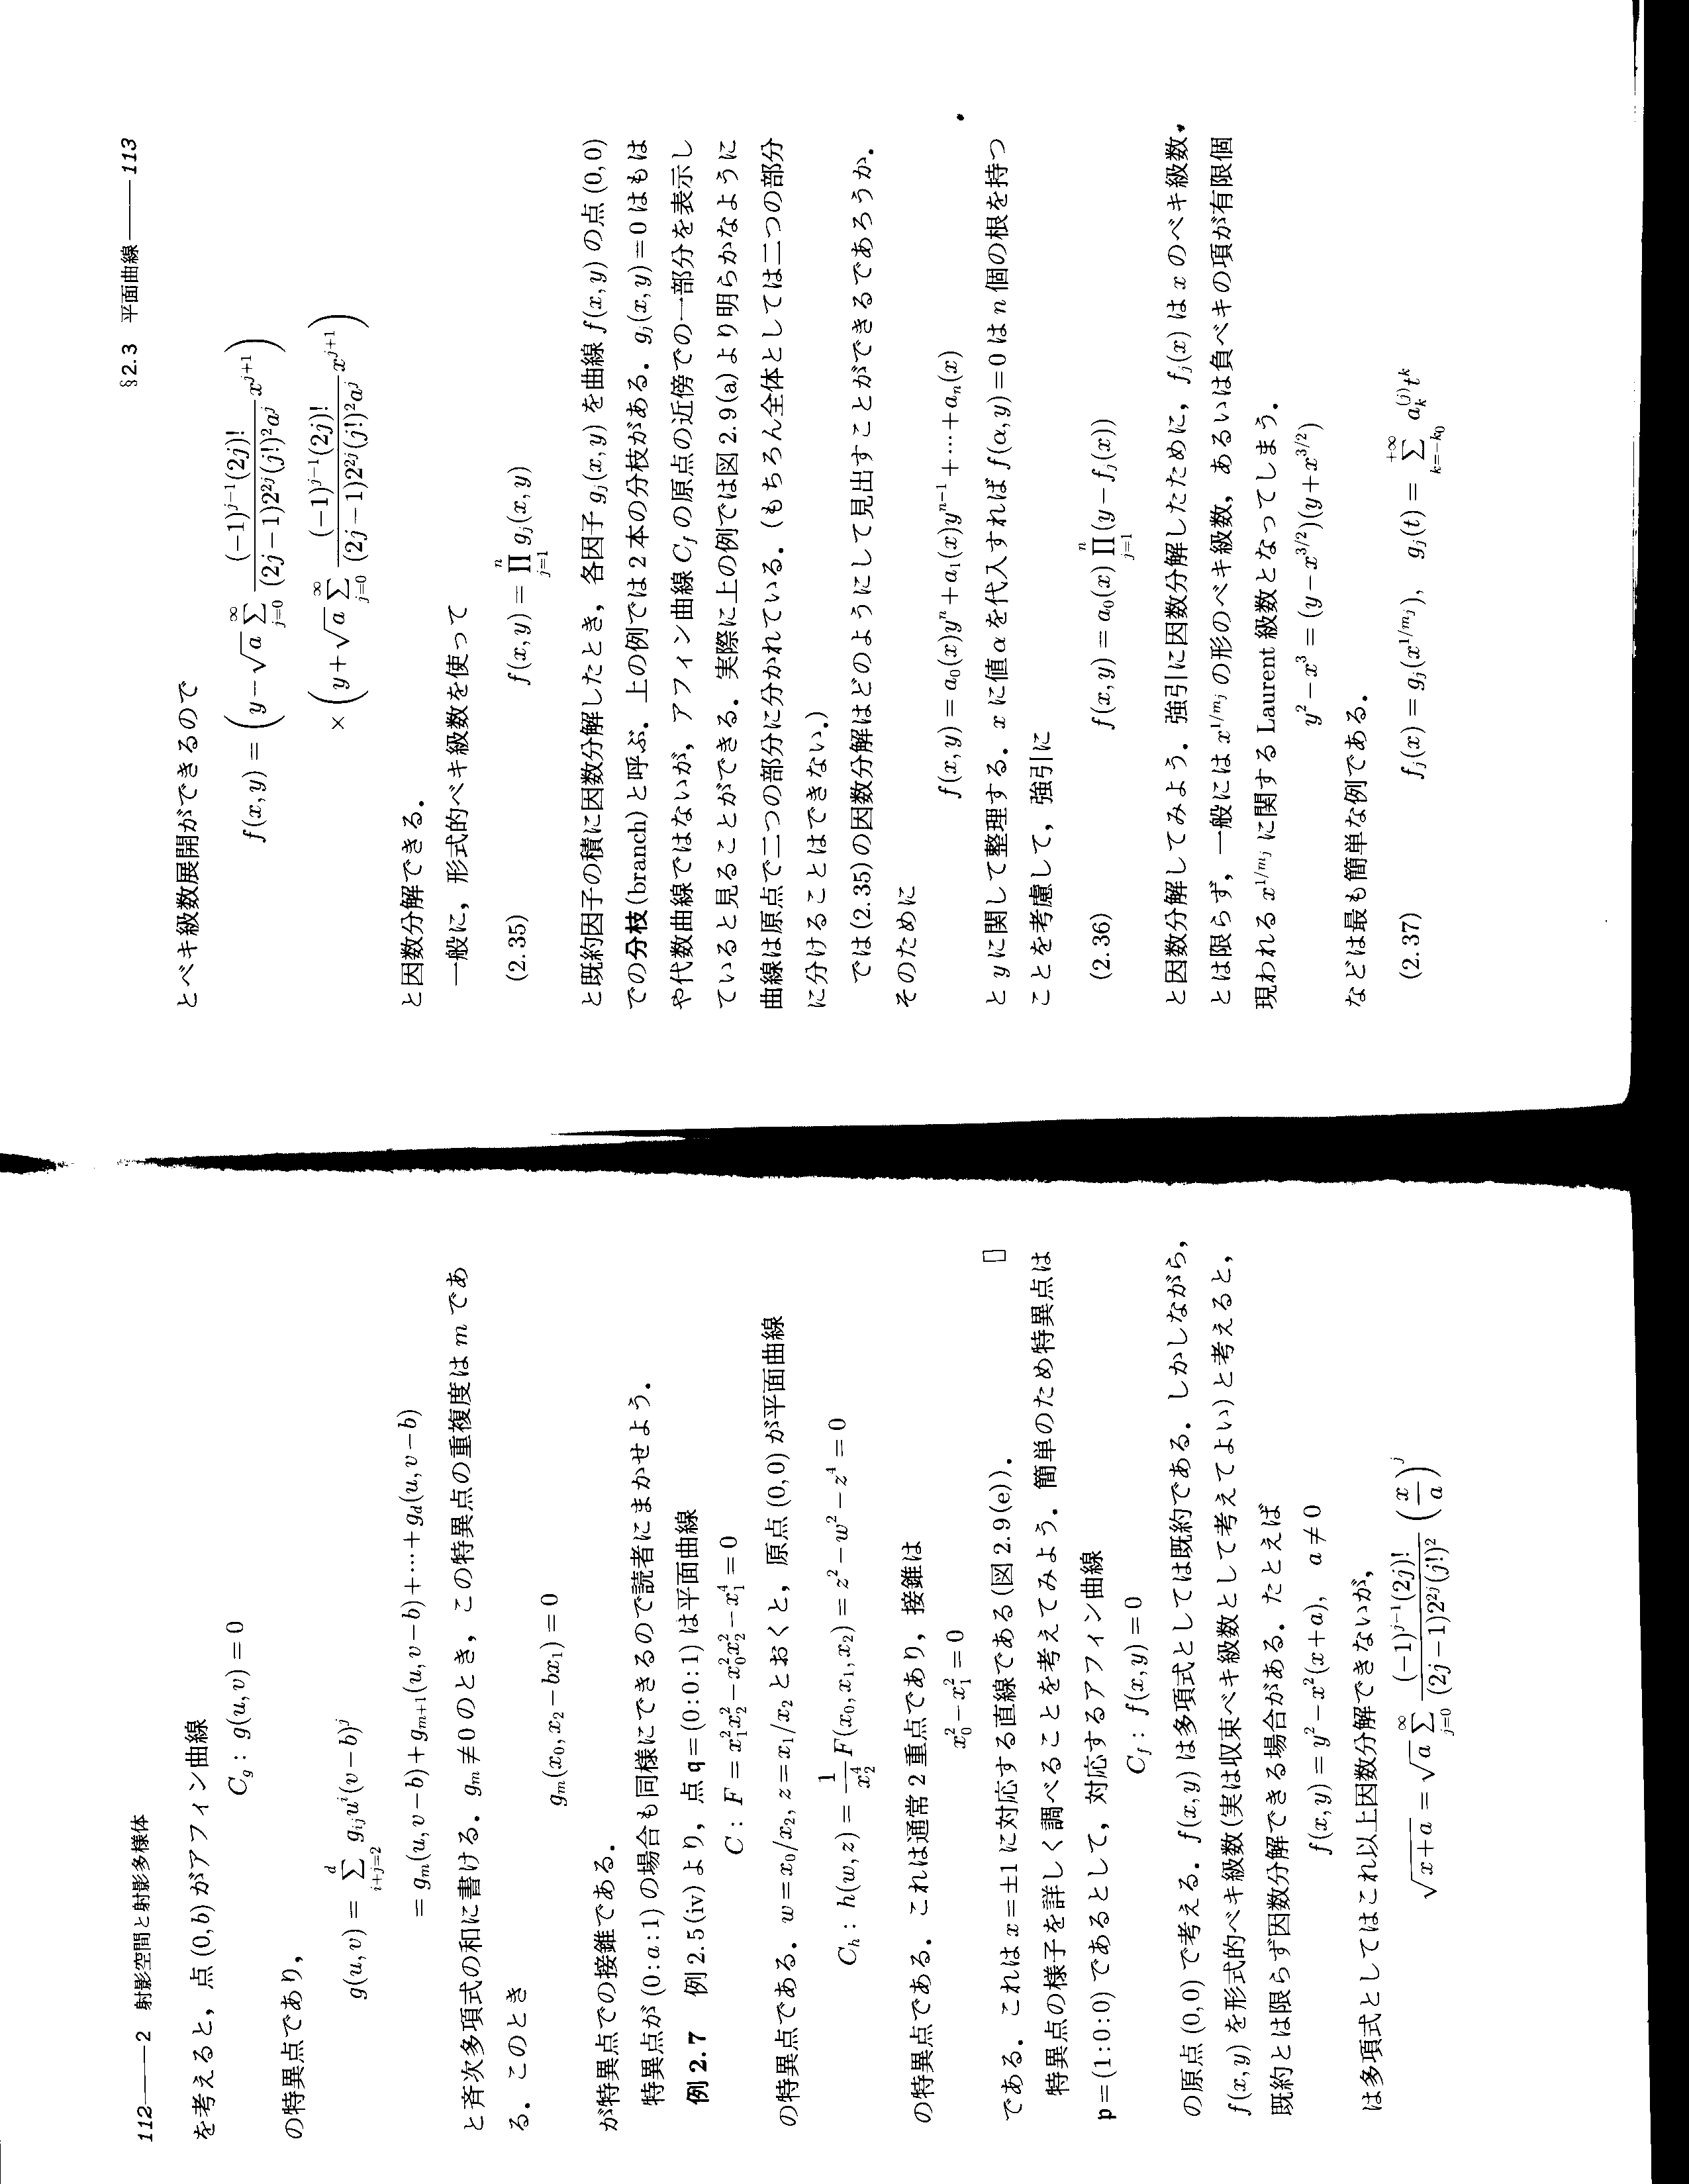 112——2 射影空間と射影多様体
を考えると，点 (0,b) がアフィン曲線
C_g : g(u,v) = 0
の特異点であり，
g(u,v) = \sum_{i+j=2}^{d} g_{ij}u^i(v-b)^j
= g_m(u,v-b)+g_{m+1}(u,v-b)+⋯+g_d(u,v-b)
と斉次多項式の和に書ける．g_m≠0 のとき，この特異点の重複度は m であ
る．このとき
g_m(x_0,x_2-bx_1) = 0
が特異点での接錐である．
特異点が (0:a:1) の場合も同様にできるので読者にまかせよう．
例 2.7 例 2.5(iv) より，点 q=(0:0:1) は平面曲線
C : F = x_1^2x_2^2-x_0^2x_2^2-x_1^4 = 0
の特異点である．w=x_0/x_2, z=x_1/x_2 とおくと，原点 (0,0) が平面曲線
C_h : h(w,z) = \frac{1}{x_2^4}F(x_0,x_1,x_2) = z^2-w^2-z^4 = 0
の特異点である．これは通常 2 重点であり，接錐は
x_0^2-x_1^2 = 0
である．これは x=±1 に対応する直線である(図 2.9(e))． □
特異点の様子を詳しく調べることを考えてみよう．簡単のため特異点は
p=(1:0:0) であるとして，対応するアフィン曲線
C_f : f(x,y) = 0
の原点 (0,0) で考える．f(x,y) は多項式としては既約である．しかしながら，
f(x,y) を形式的ベキ級数(実は収束ベキ級数として考えてよい)と考えると，
既約とは限らず因数分解できる場合がある．たとえば
f(x,y) = y^2-x^2(x+a), a≠0
は多項式としてはこれ以上因数分解できないが，
\sqrt{x+a} = \sqrt{a}\sum_{j=0}^{∞}\frac{(-1)^{j-1}(2j)!}{(2j-1)2^{2j}(j!)^2}\left(\frac{x}{a}\right)^j
§2.3 平面曲線——113
とベキ級数展開ができるので
f(x,y) = \left(y-\sqrt{a}\sum_{j=0}^{∞}\frac{(-1)^{j-1}(2j)!}{(2j-1)2^{2j}(j!)^2a^j}x^{j+1}\right)
×\left(y+\sqrt{a}\sum_{j=0}^{∞}\frac{(-1)^{j-1}(2j)!}{(2j-1)2^{2j}(j!)^2a^j}x^{j+1}\right)
と因数分解できる．
一般に，形式的ベキ級数を使って
(2.35) f(x,y) = \prod_{j=1}^{n} g_j(x,y)
と既約因子の積に因数分解したとき，各因子 g_j(x,y) を曲線 f(x,y) の点 (0,0)
での分枝(branch)と呼ぶ．上の例では 2 本の分枝がある．g_j(x,y)=0 はもは
や代数曲線ではないが，アフィン曲線 C_f の原点の近傍での一部分を表示し
ていると見ることができる．実際に上の例では図 2.9(a)より明らかなように
曲線は原点で二つの部分に分かれている．(もちろん全体としては二つの部分
に分けることはできない．)
では(2.35)の因数分解はどのようにして見出すことができるであろうか．
そのために
f(x,y) = a_0(x)y^n+a_1(x)y^{n-1}+⋯+a_n(x)
と y に関して整理する．x に値 α を代入すれば f(α,y)=0 は n 個の根を持つ
ことを考慮して，強引に
(2.36) f(x,y) = a_0(x)\prod_{j=1}^{n}(y-f_j(x))
と因数分解してみよう．強引に因数分解したために，f_j(x) は x のベキ級数，
とは限らず，一般には x^{1/m_j} の形のベキ級数，あるいは負ベキの項が有限個
現われる x^{1/m_j} に関する Laurent 級数となってしまう．
y^2-x^3 = (y-x^{3/2})(y+x^{3/2})
などは最も簡単な例である．
(2.37) f_j(x) = g_j(x^{1/m_j}), g_j(t) = \sum_{k=-k_0}^{+∞} a_k^{(j)}t^k